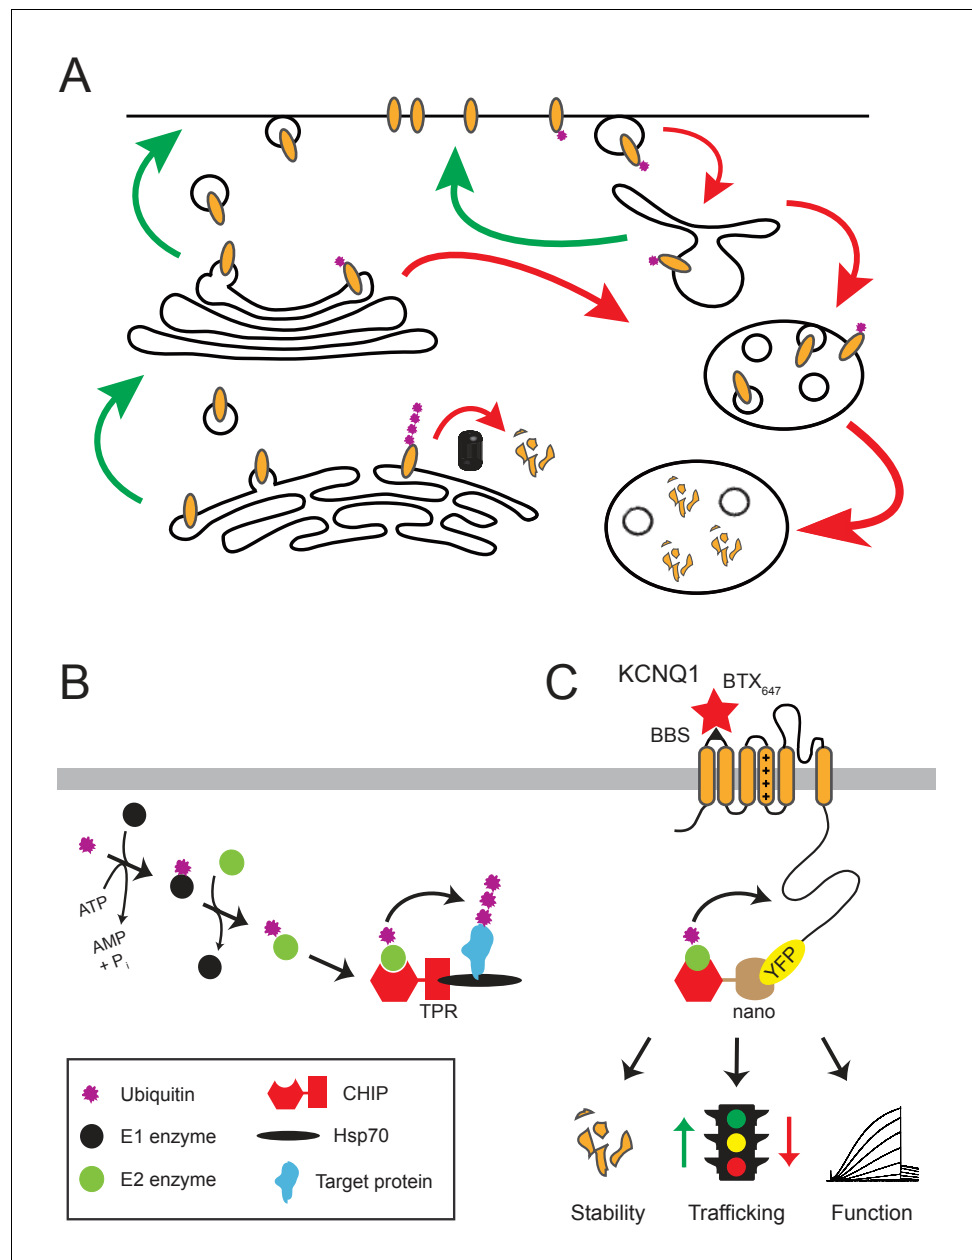 A
B
C
KCNQ1
BTX647
BBS
++++
ATP
AMP
+ Pi
TPR
YFP
nano
Ubiquitin
CHIP
E1 enzyme
Hsp70
E2 enzyme
Target protein
Stability
Trafficking
Function